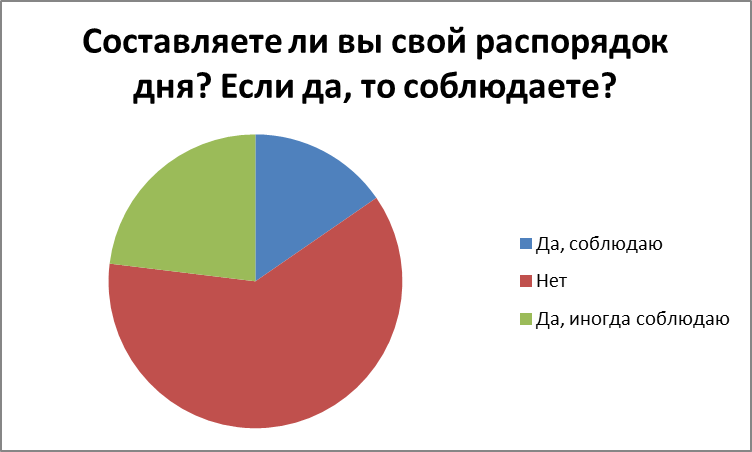 Составляете ли вы свой распорядок
дня? Если да, то соблюдаете?
Да, соблюдаю
Нет
Да, иногда соблюдаю